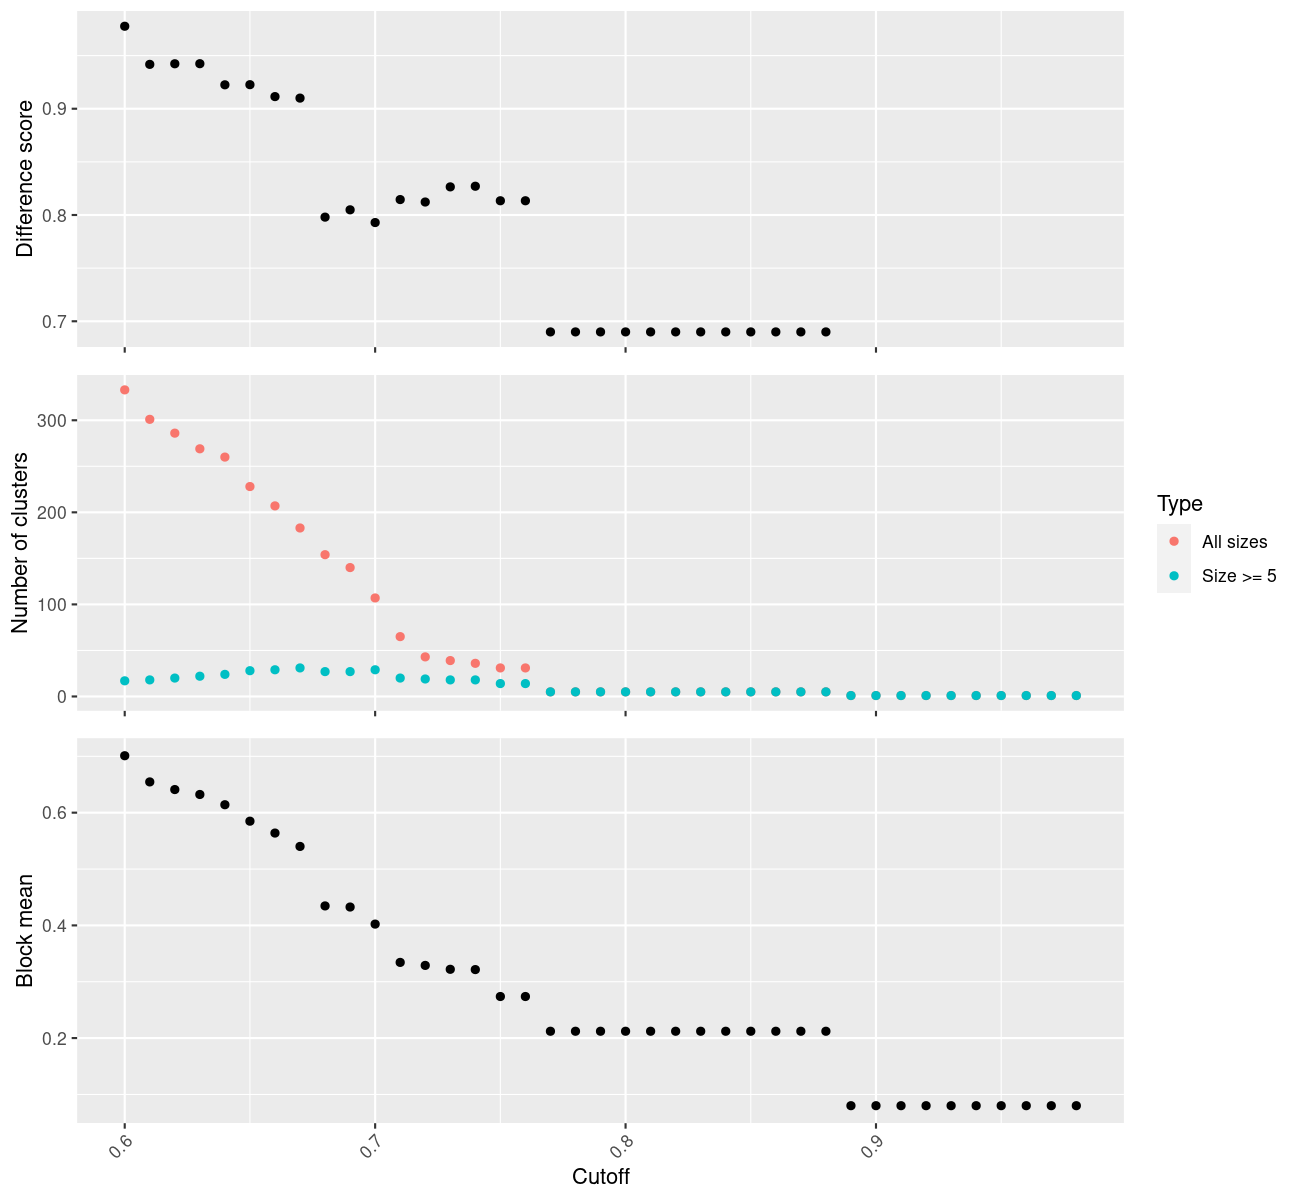 Difference score
0.9
0.8
0.7
Number of clusters
300
200
100
0
Type
All sizes
Size >= 5
Block mean
0.6
0.4
0.2
0.6
0.7
0.8
0.9
Cutoff